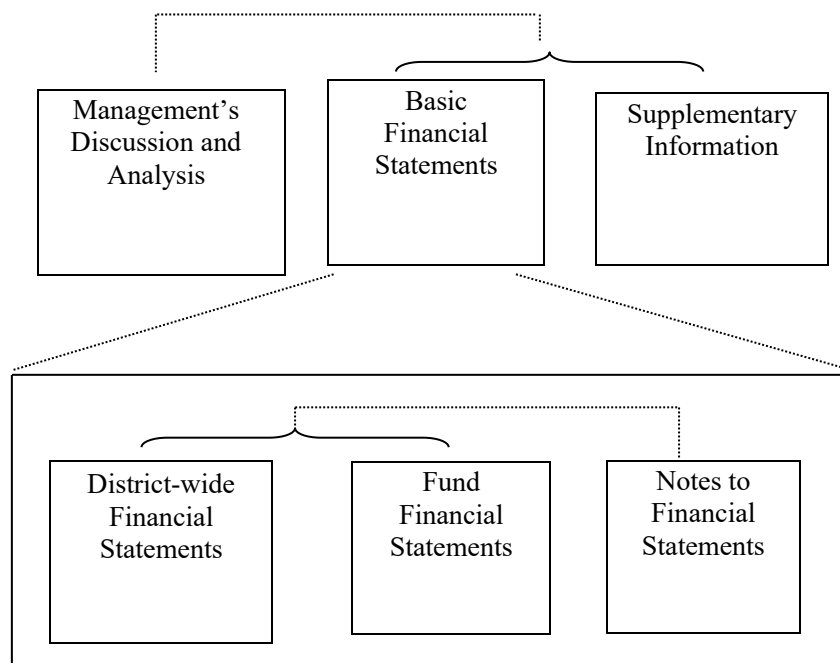 Management’s
Discussion and
Analysis
Basic
Financial
Statements
Supplementary
Information
District-wide
Financial
Statements
Fund
Financial
Statements
Notes to
Financial
Statements